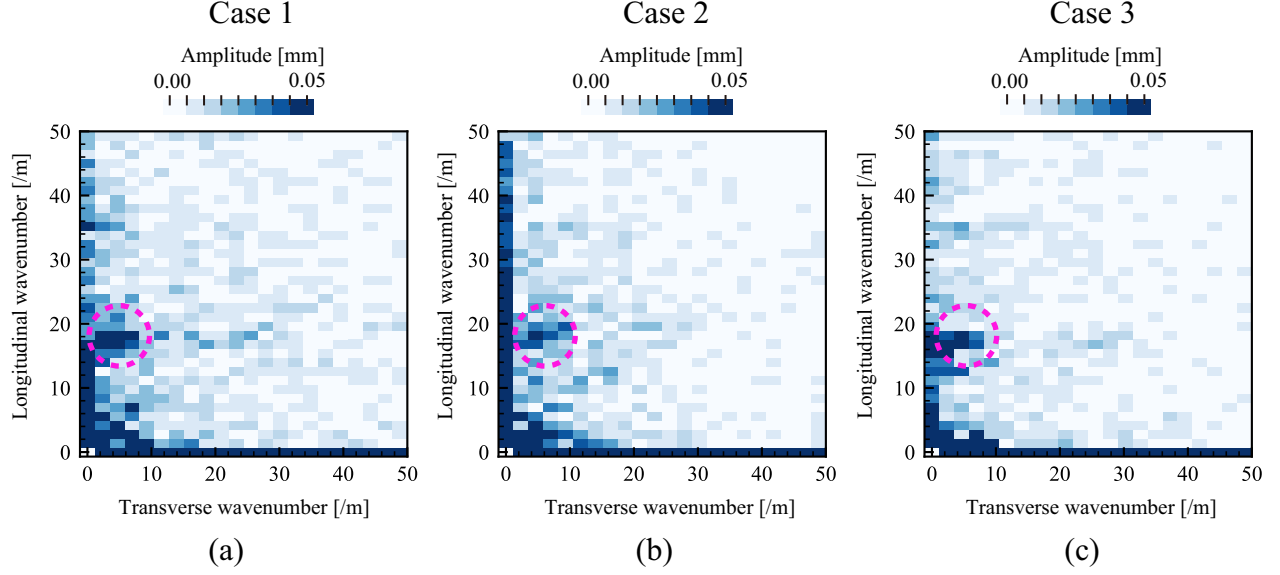 Case 1
Case 2
Case 3
Amplitude [mm]
Amplitude [mm]
Amplitude [mm]
0.00 0.05
0.00 0.05
0.00 0.05
Longitudinal wavenumber [/m]
50
40
30
20
10
0
0 10 20 30 40 50
Transverse wavenumber [/m]
(a)
Longitudinal wavenumber [/m]
50
40
30
20
10
0
0 10 20 30 40 50
Transverse wavenumber [/m]
(b)
Longitudinal wavenumber [/m]
50
40
30
20
10
0
0 10 20 30 40 50
Transverse wavenumber [/m]
(c)